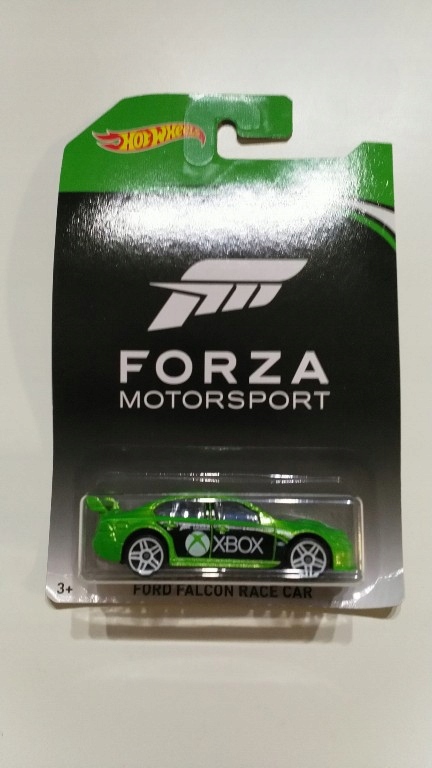 HOT WHEELS
FORZA
MOTORSPORT
XBOX
3+
FORD FALCON RACE CAR